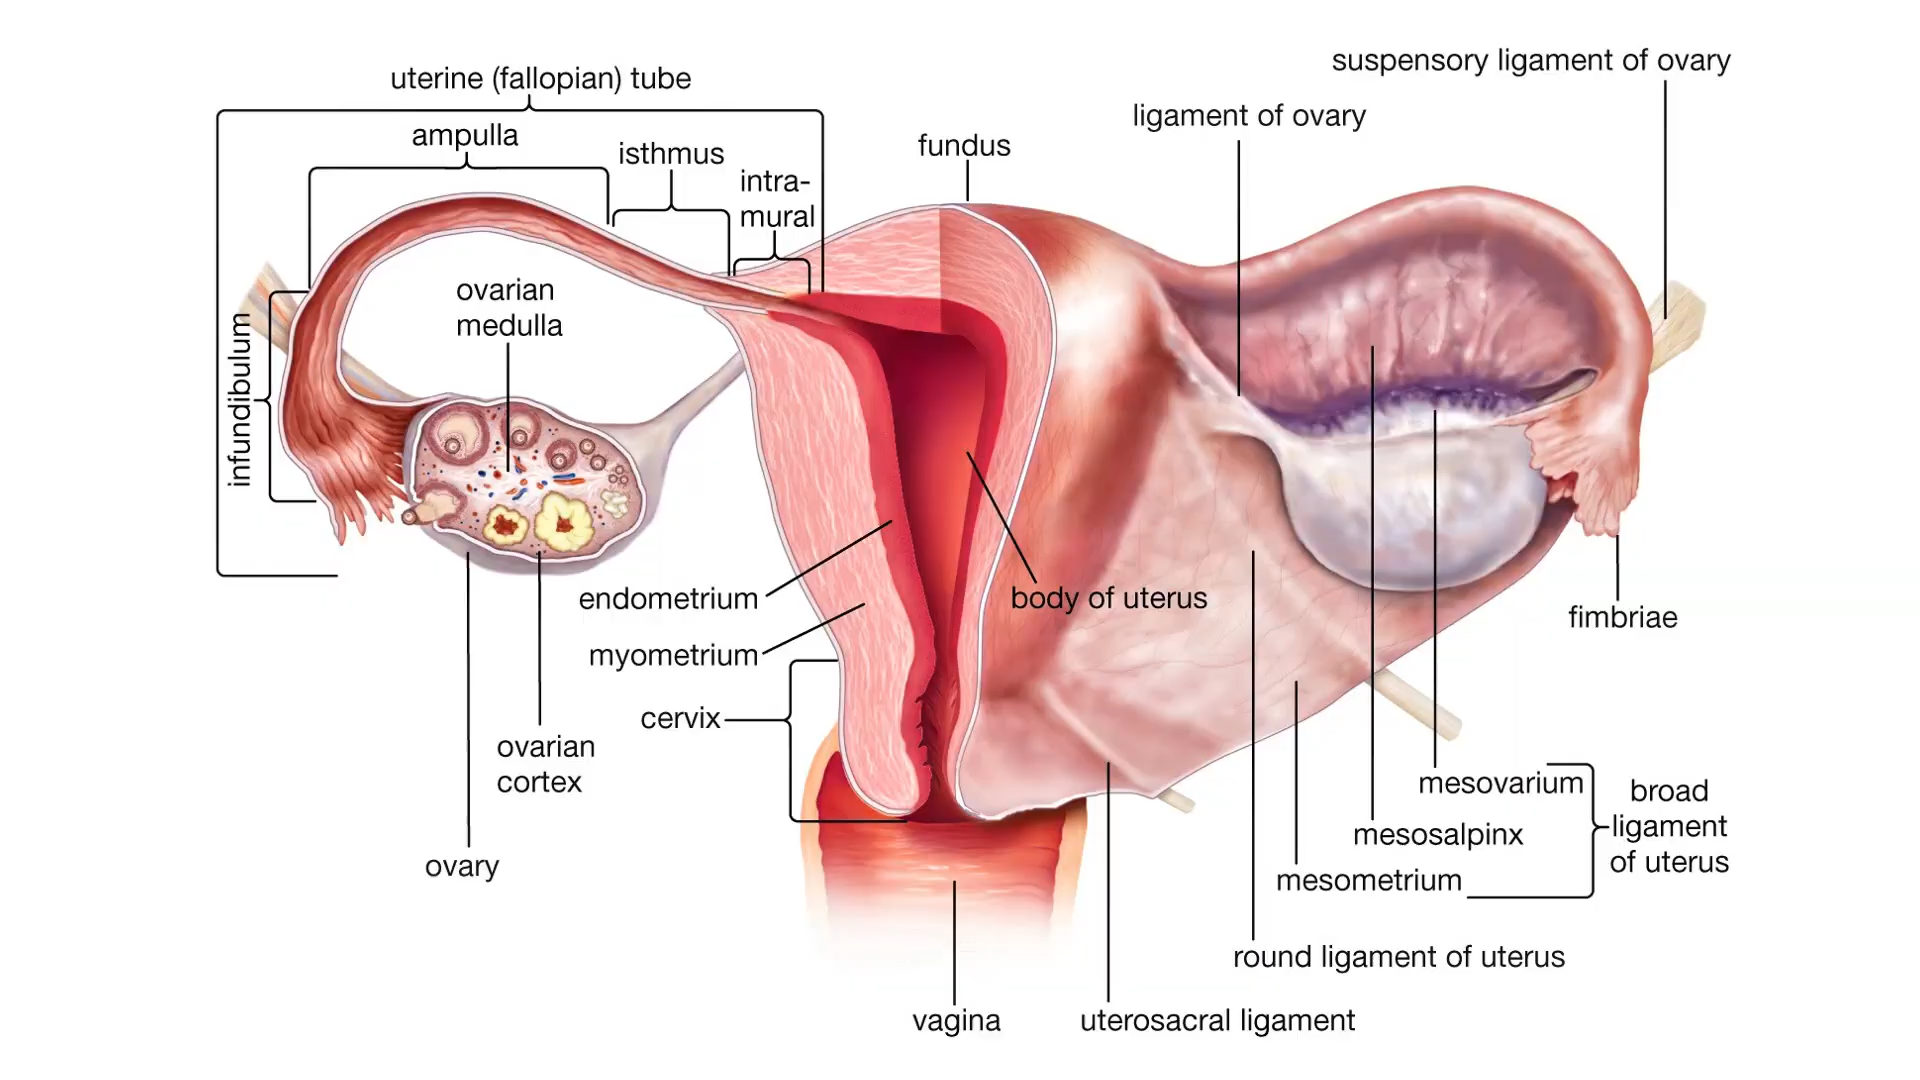 suspensory ligament of ovary
uterine (fallopian) tube
ligament of ovary
ampulla
fundus
isthmus
intra-
mural
ovarian
medulla
infundibulum
endometrium
body of uterus
fimbriae
myometrium
cervix
ovarian
cortex
mesovarium
broad
ligament
of uterus
mesosalpinx
ovary
mesometrium
round ligament of uterus
vagina
uterosacral ligament